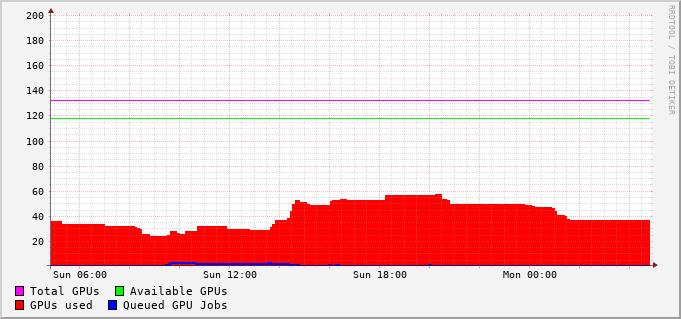 200
180
160
140
120
100
80
60
40
20
Sun 06:00 Sun 12:00 Sun 18:00 Mon 00:00
Total GPUs Available GPUs
GPUs used Queued GPU Jobs
RRDTOOL / TOBI OETIKER